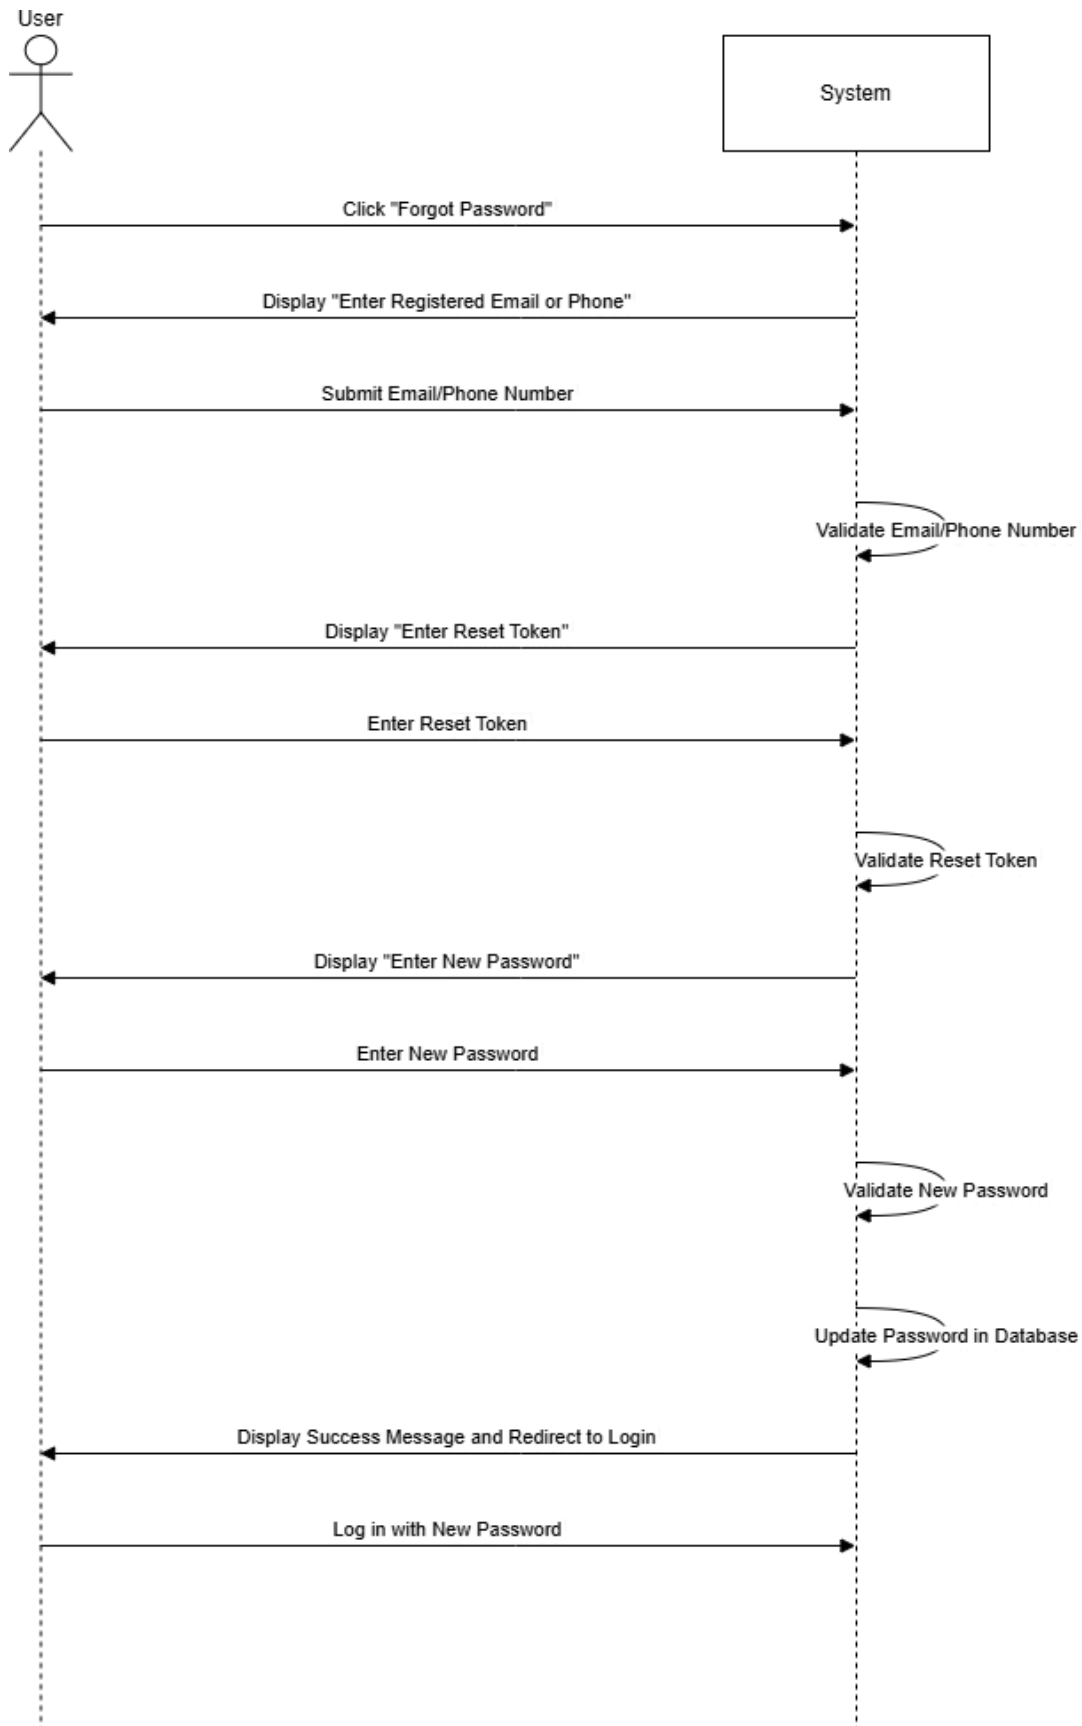 User
System
Click "Forgot Password"
Display "Enter Registered Email or Phone"
Submit Email/Phone Number
Validate Email/Phone Number
Display "Enter Reset Token"
Enter Reset Token
Validate Reset Token
Display "Enter New Password"
Enter New Password
Validate New Password
Update Password in Database
Display Success Message and Redirect to Login
Log in with New Password